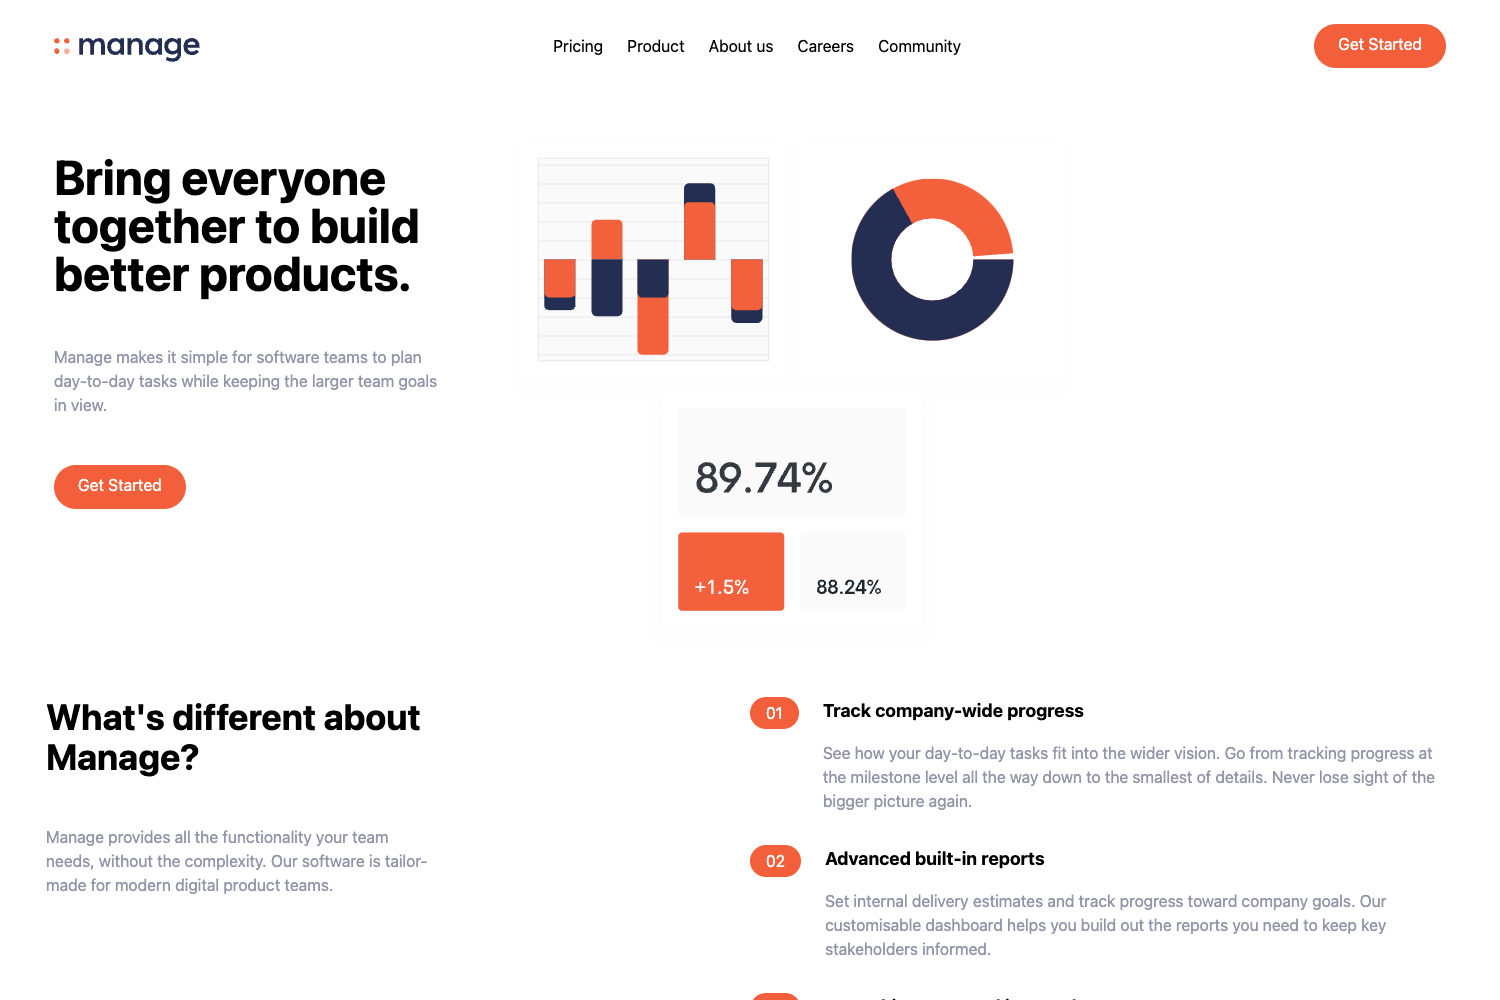 manage
Pricing Product About us Careers Community
Get Started
Bring everyone
together to build
better products.
Manage makes it simple for software teams to plan
day-to-day tasks while keeping the larger team goals
in view.
Get Started
89.74%
+1.5%
88.24%
What's different about
Manage?
Manage provides all the functionality your team
needs, without the complexity. Our software is tailor-
made for modern digital product teams.
01
Track company-wide progress
See how your day-to-day tasks fit into the wider vision. Go from tracking progress at
the milestone level all the way down to the smallest of details. Never lose sight of the
bigger picture again.
02
Advanced built-in reports
Set internal delivery estimates and track progress toward company goals. Our
customisable dashboard helps you build out the reports you need to keep key
stakeholders informed.